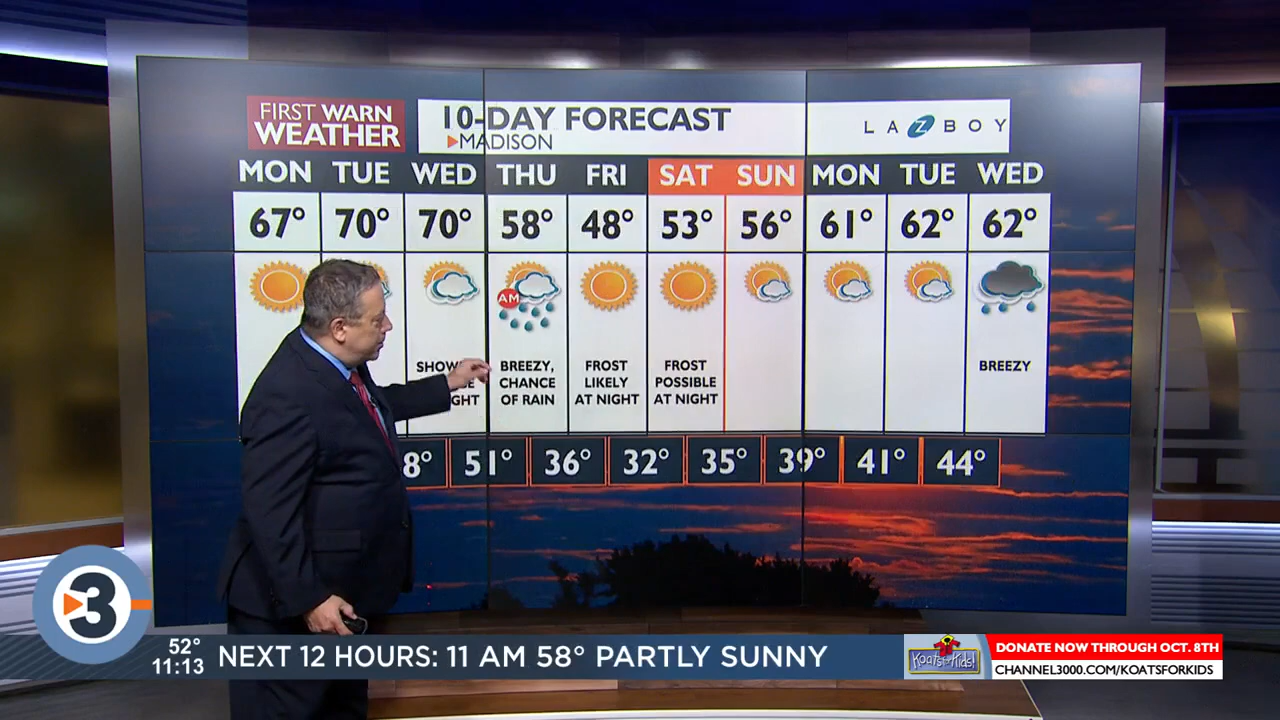 FIRST WARN
WEATHER
10-DAY FORECAST
MADISON
LA Z BOY
MON TUE WED THU FRI SAT SUN MON TUE WED
67° 70° 70° 58° 48° 53° 56° 61° 62° 62°
AM
BREEZY,
CHANCE
OF RAIN
FROST
LIKELY
AT NIGHT
FROST
POSSIBLE
AT NIGHT
BREEZY
8° 51° 36° 32° 35° 39° 41° 44°
3
52°
11:13
NEXT 12 HOURS: 11 AM 58° PARTLY SUNNY
Koats for Kids!
DONATE NOW THROUGH OCT. 8TH
CHANNEL3000.COM/KOATSFORKIDS